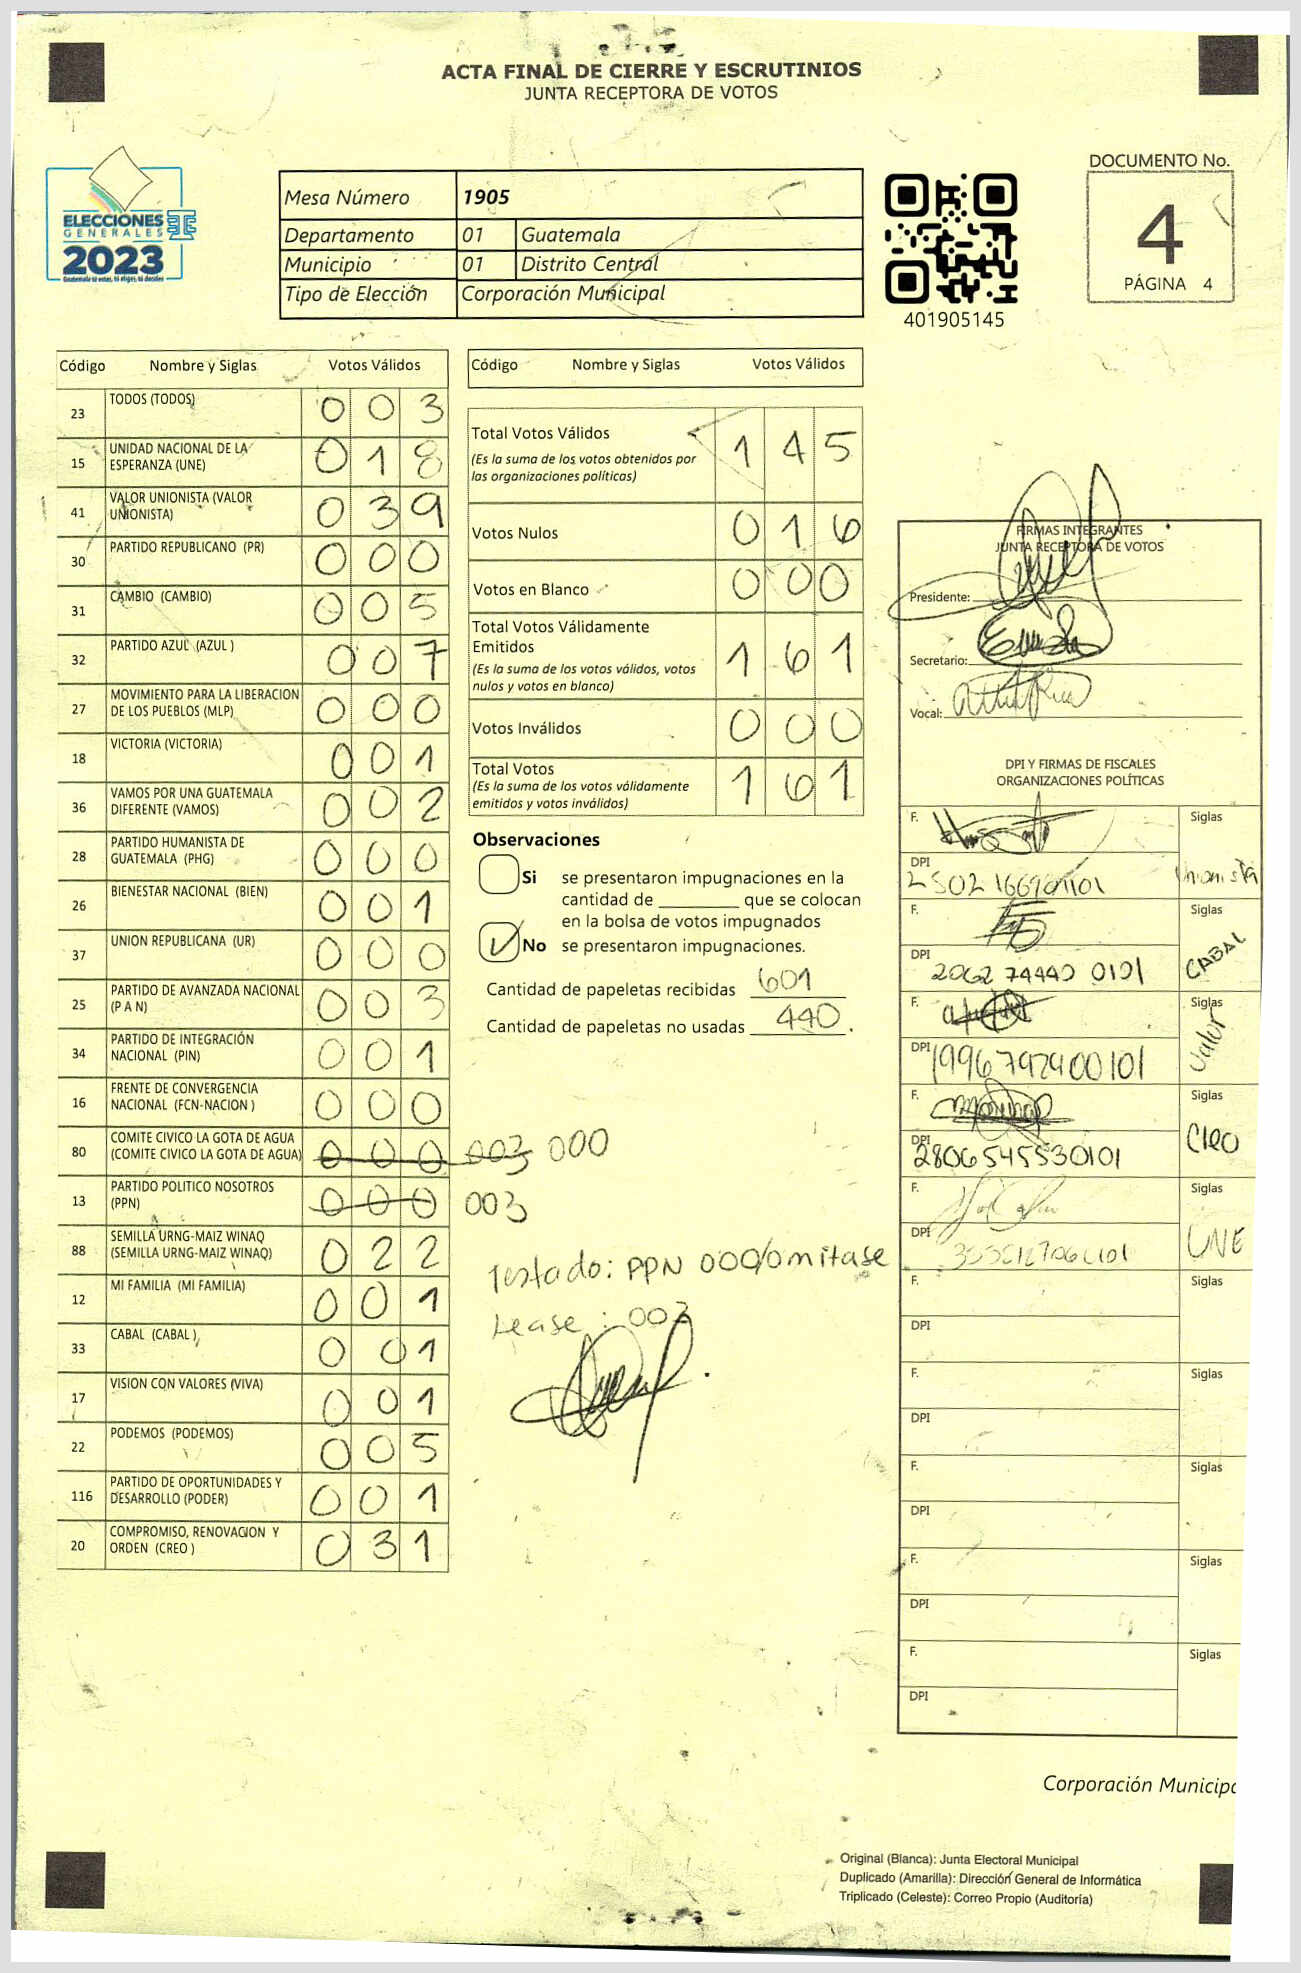 ACTA FINAL DE CIERRE Y ESCRUTINIOS
JUNTA RECEPTORA DE VOTOS
ELECCIONES
GENERALES
2023
Guatemala tú votas, tú eliges, tú decides
Mesa Número 1905
Departamento 01 Guatemala
Municipio 01 Distrito Central
Tipo de Elección Corporación Municipal
401905145
DOCUMENTO No.
4
PÁGINA 4
Código Nombre y Siglas Votos Válidos
23 TODOS (TODOS) 0 0 3
15 UNIDAD NACIONAL DE LA ESPERANZA (UNE) 0 1 8
41 VALOR UNIONISTA (VALOR UNIONISTA) 0 3 9
30 PARTIDO REPUBLICANO (PR) 0 0 0
31 CAMBIO (CAMBIO) 0 0 5
32 PARTIDO AZUL (AZUL ) 0 0 7
27 MOVIMIENTO PARA LA LIBERACION DE LOS PUEBLOS (MLP) 0 0 0
18 VICTORIA (VICTORIA) 0 0 1
36 VAMOS POR UNA GUATEMALA DIFERENTE (VAMOS) 0 0 2
28 PARTIDO HUMANISTA DE GUATEMALA (PHG) 0 0 0
26 BIENESTAR NACIONAL (BIEN) 0 0 1
37 UNION REPUBLICANA (UR) 0 0 0
25 PARTIDO DE AVANZADA NACIONAL (P A N) 0 0 3
34 PARTIDO DE INTEGRACIÓN NACIONAL (PIN) 0 0 1
16 FRENTE DE CONVERGENCIA NACIONAL (FCN-NACION ) 0 0 0
80 COMITE CIVICO LA GOTA DE AGUA (COMITE CIVICO LA GOTA DE AGUA) 0 0 0 003 000
13 PARTIDO POLITICO NOSOTROS (PPN) 0 0 0 003
88 SEMILLA URNG-MAIZ WINAQ (SEMILLA URNG-MAIZ WINAQ) 0 2 2
12 MI FAMILIA (MI FAMILIA) 0 0 1
33 CABAL (CABAL ) 0 0 1
17 VISION CON VALORES (VIVA) 0 0 1
22 PODEMOS (PODEMOS) 0 0 5
116 PARTIDO DE OPORTUNIDADES Y DESARROLLO (PODER) 0 0 1
20 COMPROMISO, RENOVACION Y ORDEN (CREO ) 0 3 1
Código Nombre y Siglas Votos Válidos
Total Votos Válidos 1 4 5
(Es la suma de los votos obtenidos por
las organizaciones políticas)
Votos Nulos 0 1 6
Votos en Blanco 0 0 0
Total Votos Válidamente
Emitidos 1 6 1
(Es la suma de los votos válidos, votos
nulos y votos en blanco)
Votos Inválidos 0 0 0
Total Votos 1 6 1
(Es la suma de los votos válidamente
emitidos y votos inválidos)
Observaciones
Si se presentaron impugnaciones en la
cantidad de ________ que se colocan
en la bolsa de votos impugnados
No se presentaron impugnaciones.
Cantidad de papeletas recibidas 601
Cantidad de papeletas no usadas 440.
Testado: PPN 000/omitase
Lease : 003
FIRMAS INTEGRANTES
JUNTA RECEPTORA DE VOTOS
Presidente:
Secretario:
Vocal:
DPI Y FIRMAS DE FISCALES
ORGANIZACIONES POLÍTICAS
F. Siglas
DPI Unionista
F. Siglas
DPI 2062 74440 0101 CABAL
F. Siglas
DPI 1996792400101 Valor
F. Siglas
DPI 2806545530101 CREO
F. Siglas
DPI UNE
F. Siglas
DPI
F. Siglas
DPI
F. Siglas
DPI
F. Siglas
DPI
F. Siglas
DPI
Corporación Municipa
Original (Blanca): Junta Electoral Municipal
Duplicado (Amarilla): Dirección General de Informática
Triplicado (Celeste): Correo Propio (Auditoría)